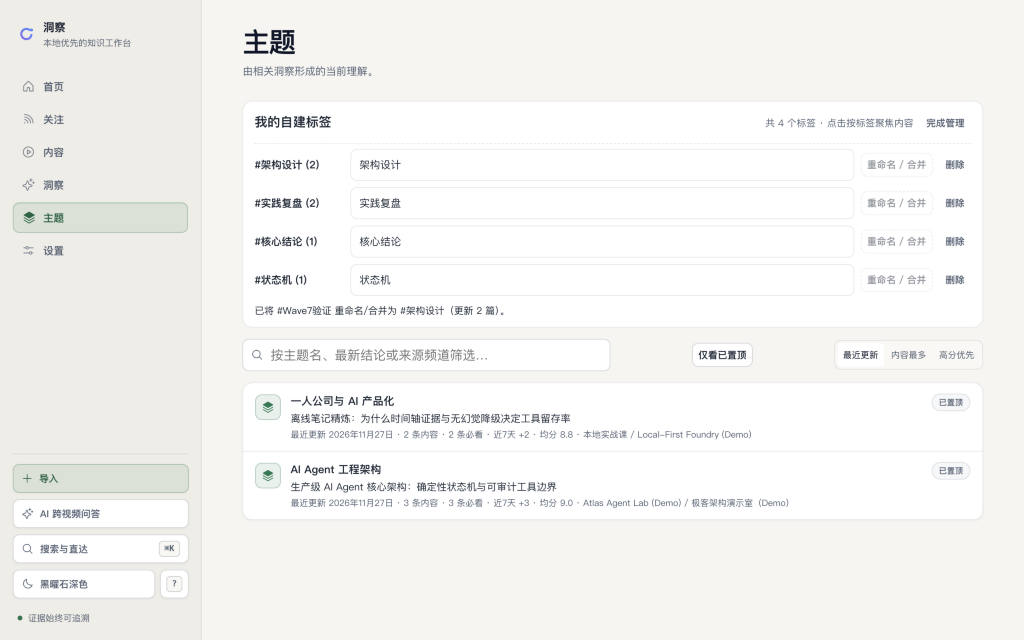 洞察
本地优先的知识工作台
首页
关注
内容
洞察
主题
设置
导入
AI 跨视频问答
搜索与直达 ⌘K
黑曜石深色 ?
证据始终可追溯
主题
由相关洞察形成的当前理解。
我的自建标签 共 4 个标签 · 点击按标签聚焦内容 完成管理
#架构设计 (2) 架构设计 重命名 / 合并 删除
#实践复盘 (2) 实践复盘 重命名 / 合并 删除
#核心结论 (1) 核心结论 重命名 / 合并 删除
#状态机 (1) 状态机 重命名 / 合并 删除
已将 #Wave7验证 重命名/合并为 #架构设计（更新 2 篇）。
按主题名、最新结论或来源频道筛选… 仅看已置顶 最近更新 内容最多 高分优先
一人公司与 AI 产品化 已置顶
离线笔记精炼：为什么时间轴证据与无幻觉降级决定工具留存率
最近更新 2026年11月27日 · 2 条内容 · 2 条必看 · 近7天 +2 · 均分 8.8 · 本地实战课 / Local-First Foundry (Demo)
AI Agent 工程架构 已置顶
生产级 AI Agent 核心架构：确定性状态机与可审计工具边界
最近更新 2026年11月27日 · 3 条内容 · 3 条必看 · 近7天 +3 · 均分 9.0 · Atlas Agent Lab (Demo) / 极客架构演示室（Demo）